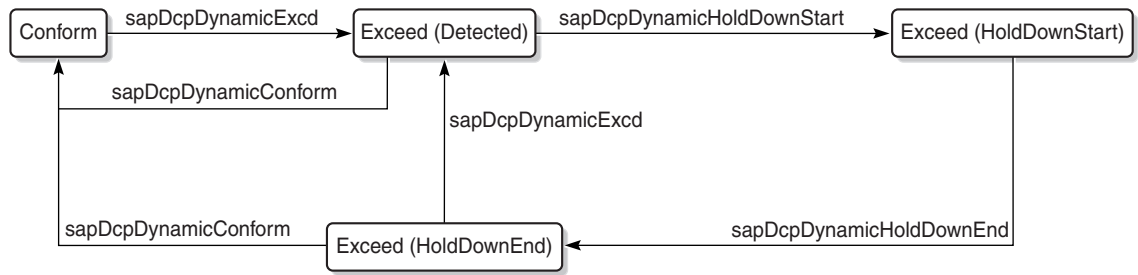 Conform
sapDcpDynamicExcd
Exceed (Detected)
sapDcpDynamicHoldDownStart
Exceed (HoldDownStart)
sapDcpDynamicConform
sapDcpDynamicExcd
sapDcpDynamicConform
Exceed (HoldDownEnd)
sapDcpDynamicHoldDownEnd